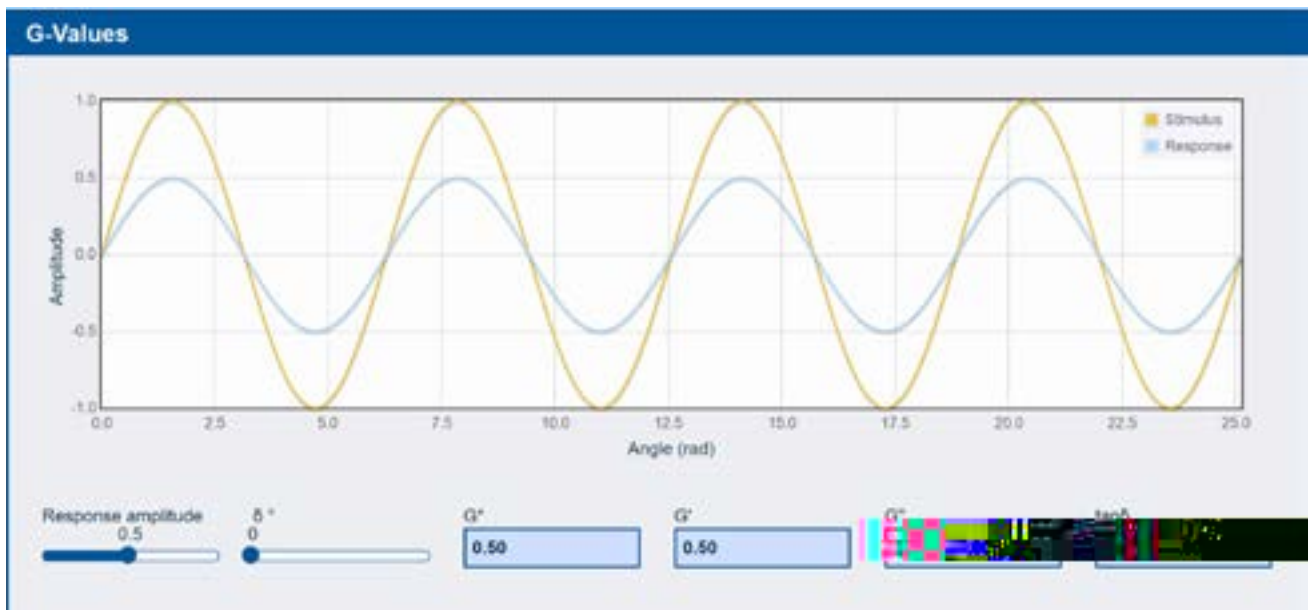 G-Values
1.0
Stimulus
Response
0.5
0.0
Amplitude
-0.5
-1.0
0.0 2.5 5.0 7.5 10.0 12.5 15.0 17.5 20.0 22.5 25.0
Angle (rad)
Response amplitude δ ° G* G'
0.5 0
0.50 0.50